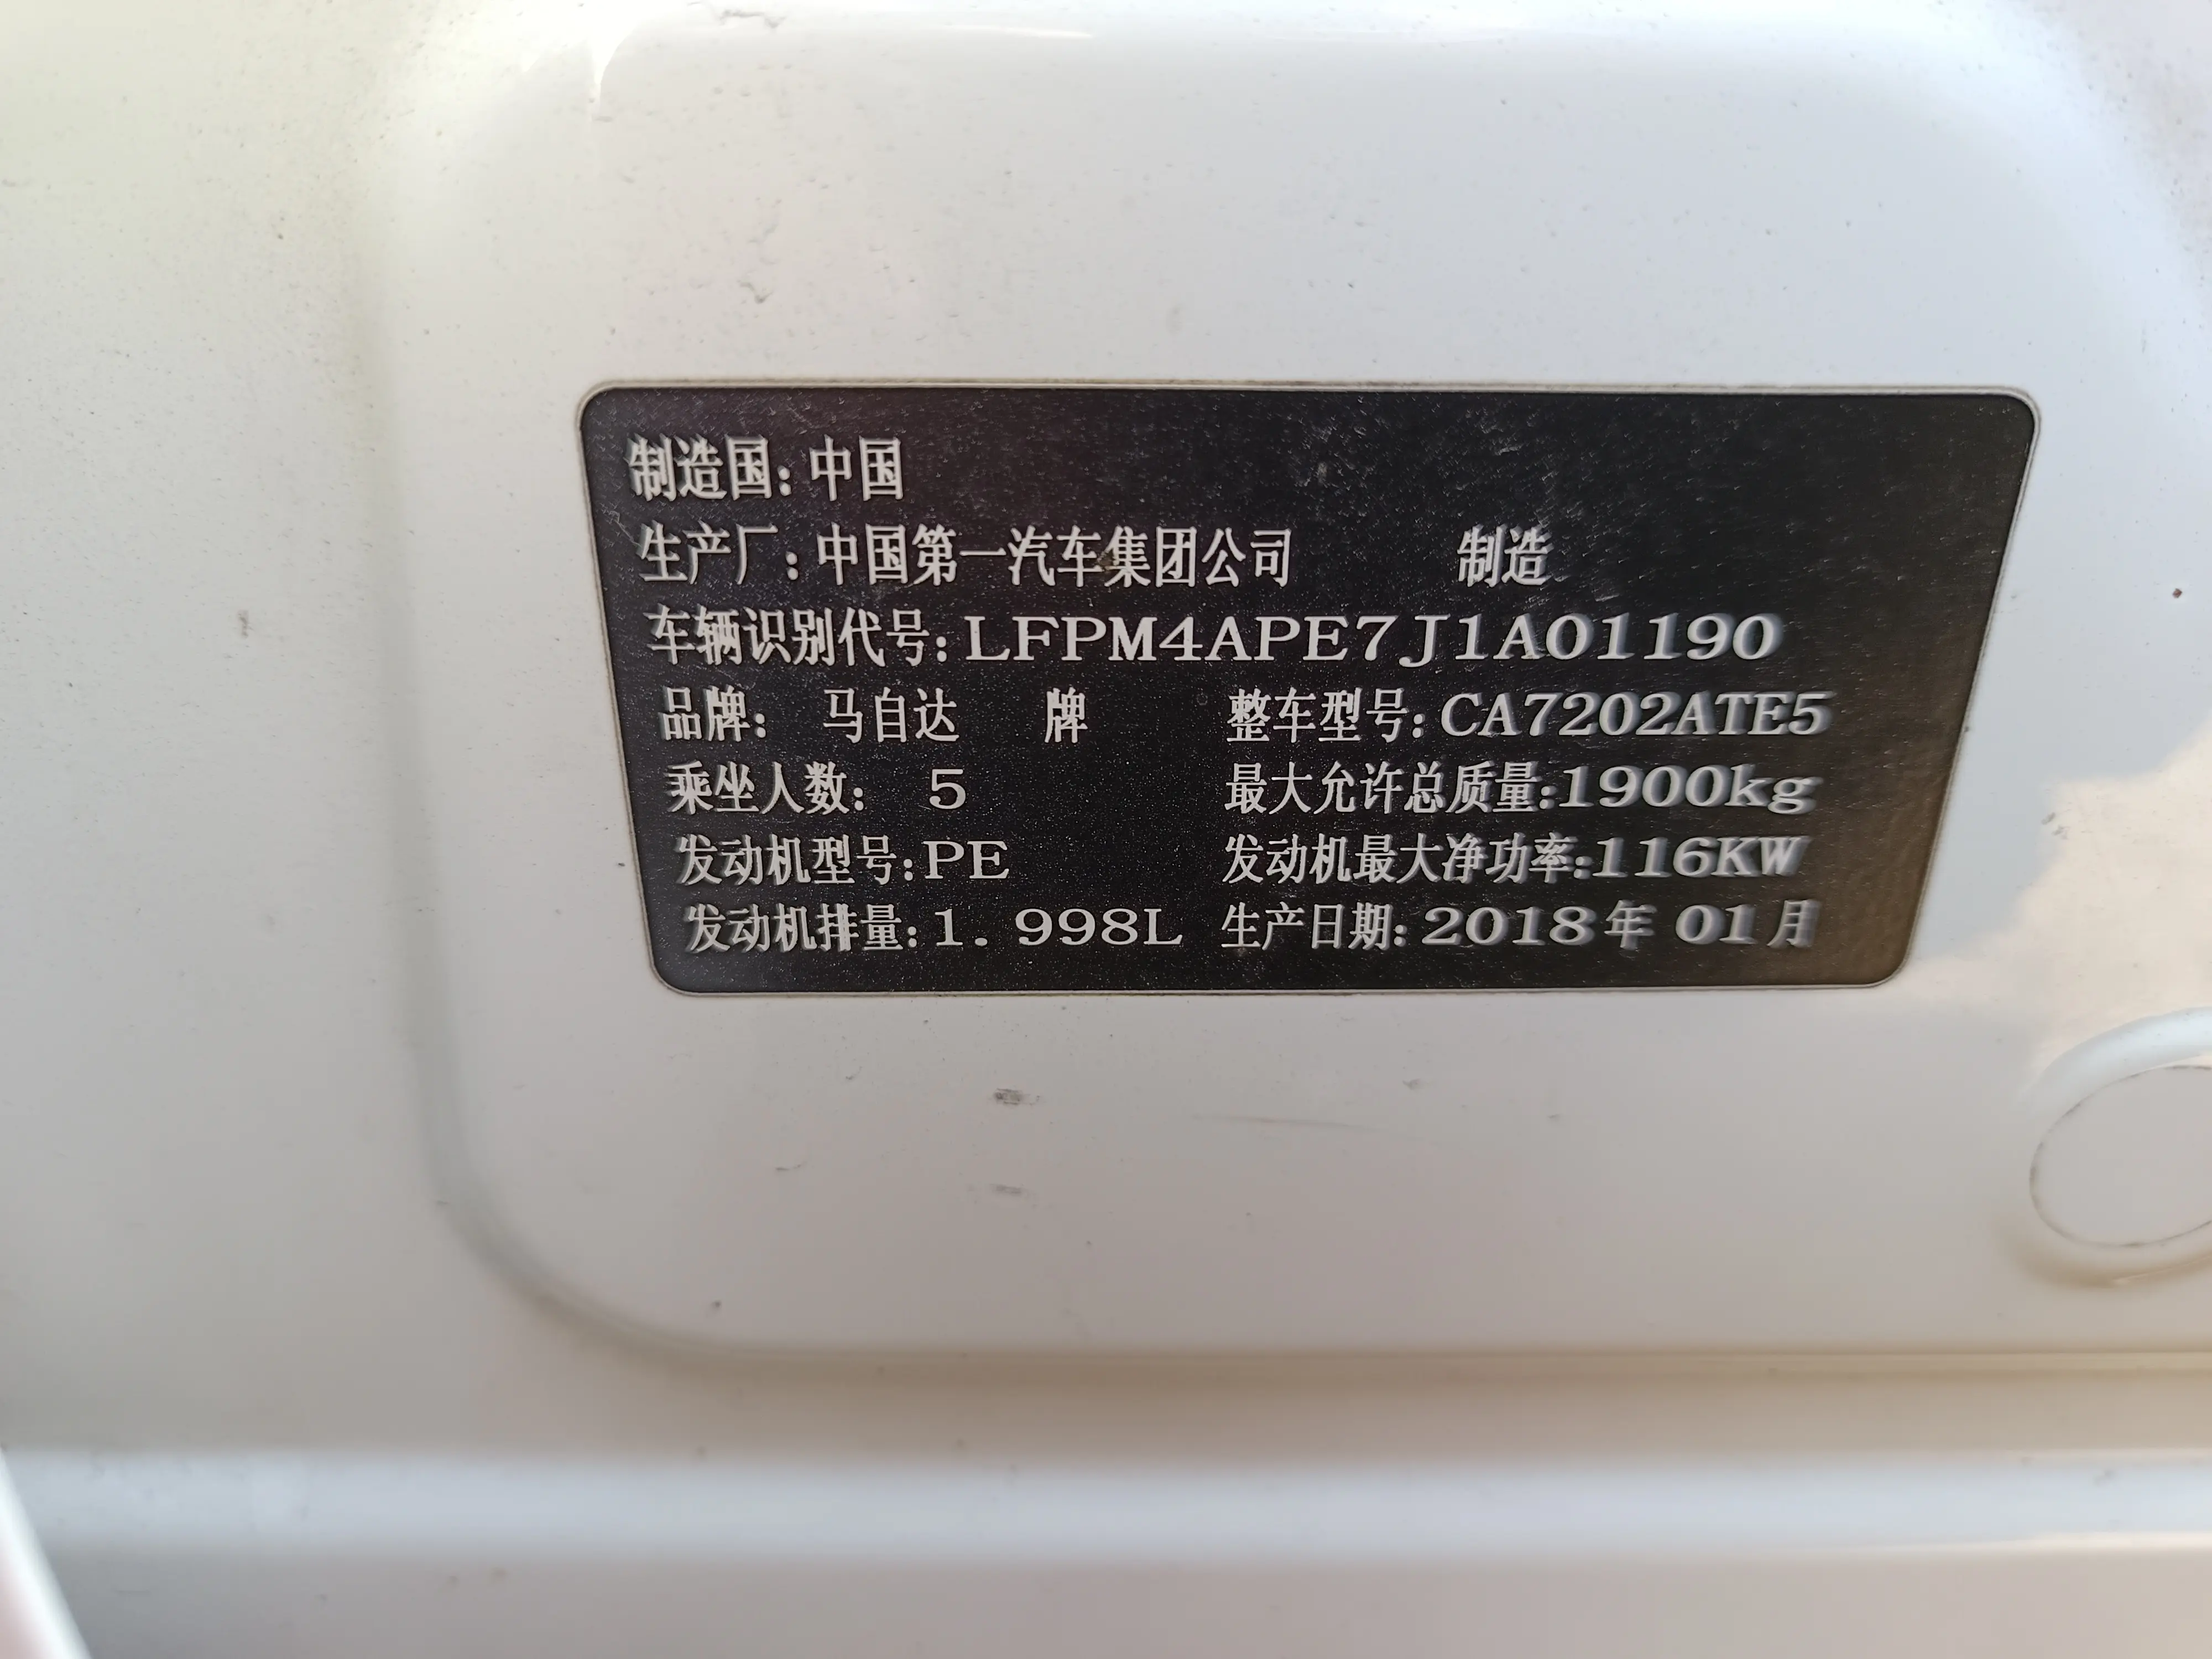 制造国:中国
生产厂:中国第一汽车集团公司 制造
车辆识别代号:LFPM4APE7J1A01190
品牌: 马自达 牌 整车型号:CA7202ATE5
乘坐人数: 5 最大允许总质量:1900kg
发动机型号:PE 发动机最大净功率:116KW
发动机排量:1. 998L 生产日期:2018年 01月